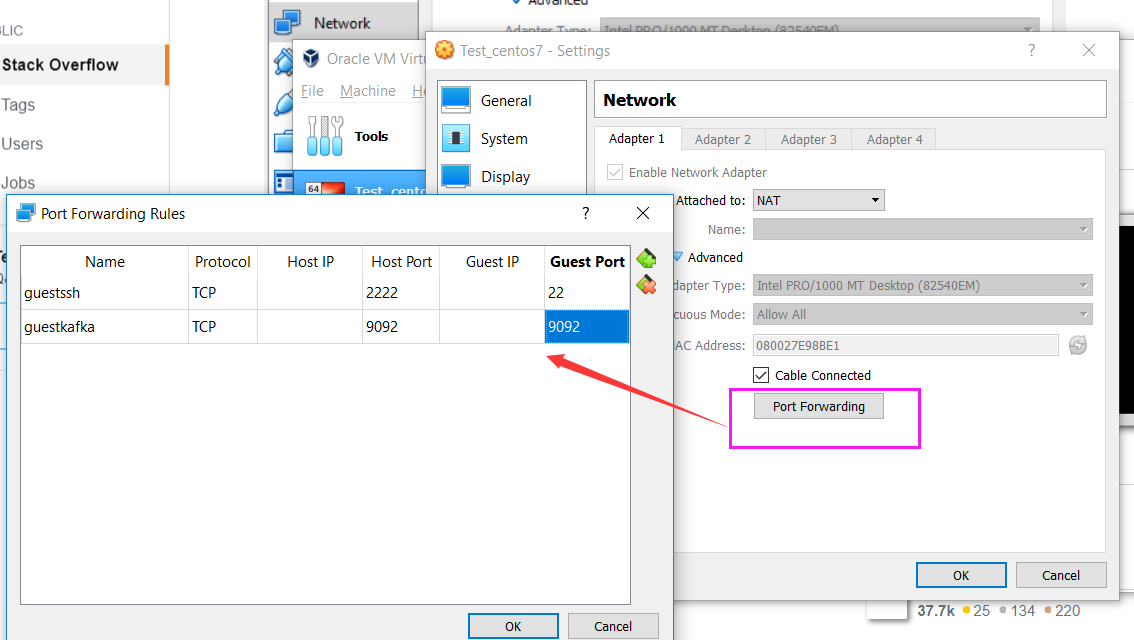 Advanced
Network
Adapter Type:
Intel PRO/1000 MT Desktop (82540EM)
LIC
Stack Overflow
Tags
Users
Jobs
Oracle VM Virtu
File Machine
Tools
64
Test_cento
Test_centos7 - Settings
?
General
System
Display
Network
Adapter 1 Adapter 2 Adapter 3 Adapter 4
Enable Network Adapter
Attached to: NAT
Name:
Advanced
dapter Type: Intel PRO/1000 MT Desktop (82540EM)
cuous Mode: Allow All
AC Address: 080027E98BE1
Cable Connected
Port Forwarding
OK Cancel
Port Forwarding Rules
?
Name Protocol Host IP Host Port Guest IP Guest Port
guestssh TCP 2222 22
guestkafka TCP 9092 9092
OK Cancel
37.7k 25 134 220